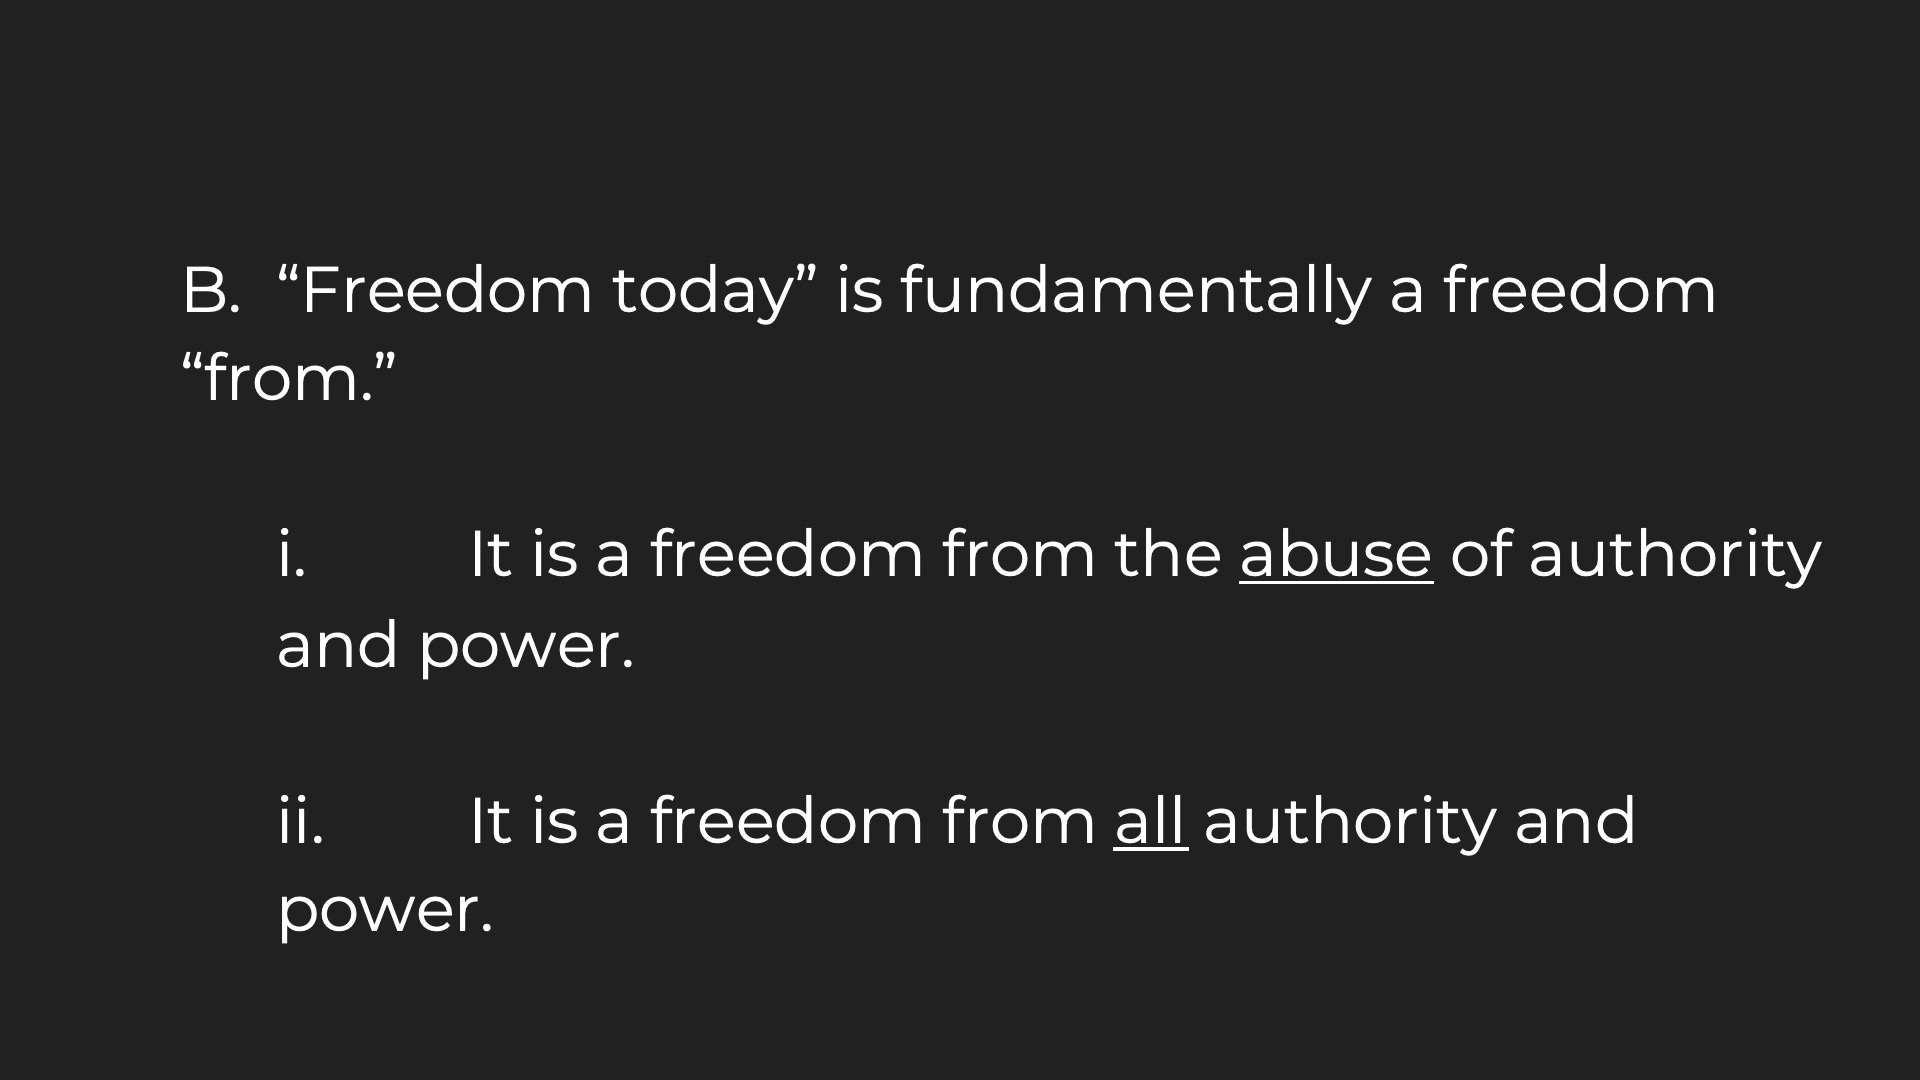 B. “Freedom today” is fundamentally a freedom
“from.”
i. It is a freedom from the abuse of authority
and power.
ii. It is a freedom from all authority and
power.